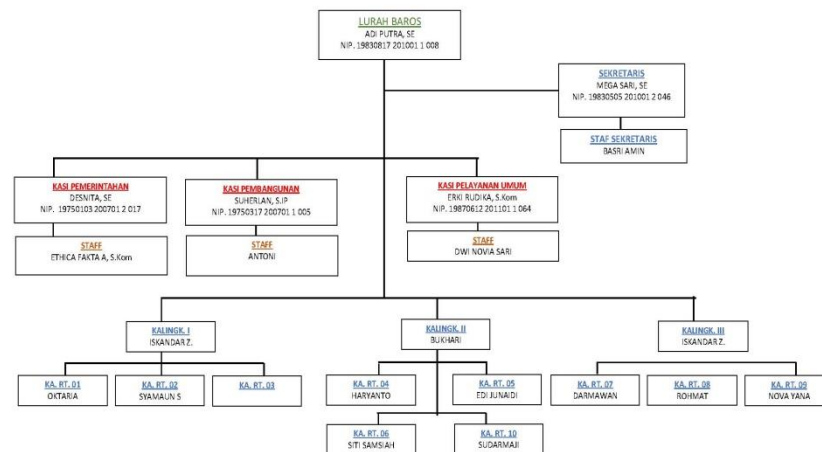 LURAH BAROS
ADI PUTRA, SE
NIP. 19830817 201001 1 008
SEKRETARIS
MEGA SARI, SE
NIP. 19830505 201001 2 046
STAF SEKRETARIS
BASRI AMIN
KASI PEMERINTAHAN
DESNITA, SE
NIP. 19750103 200701 2 017
KASI PEMBANGUNAN
SUHERLAN, S.IP
NIP. 19750317 200701 1 005
KASI PELAYANAN UMUM
ERKI RUDIKA, S.Kom
NIP. 19870612 201101 1 064
STAFF
ETHICA FAKTA A, S.Kom
STAFF
ANTONI
STAFF
DWI NOVIA SARI
KALINGK. I
ISKANDAR Z.
KALINGK. II
BUKHARI
KALINGK. III
ISKANDAR Z.
KA. RT. 01
OKTARIA
KA. RT. 02
SYAMAUN S
KA. RT. 03
KA. RT. 04
HARYANTO
KA. RT. 05
EDI JUNAIDI
KA. RT. 07
DARMAWAN
KA. RT. 08
ROHMAT
KA. RT. 09
NOVA YANA
KA. RT. 06
SITI SAMSIAH
KA. RT. 10
SUDARMAJI